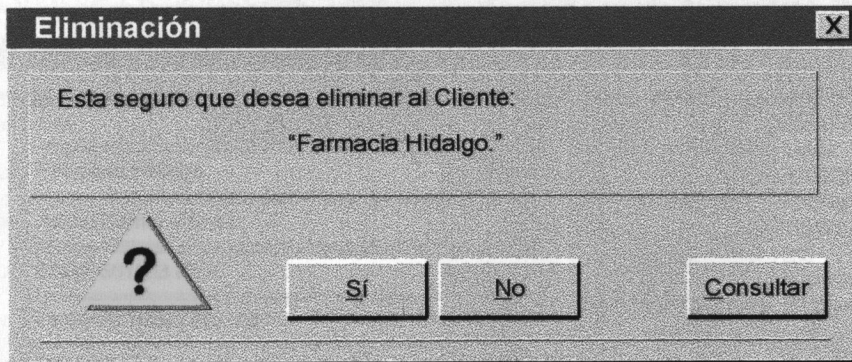 Eliminación
X
Esta seguro que desea eliminar al Cliente:
“Farmacia Hidalgo.”
?
Sí
No
Consultar